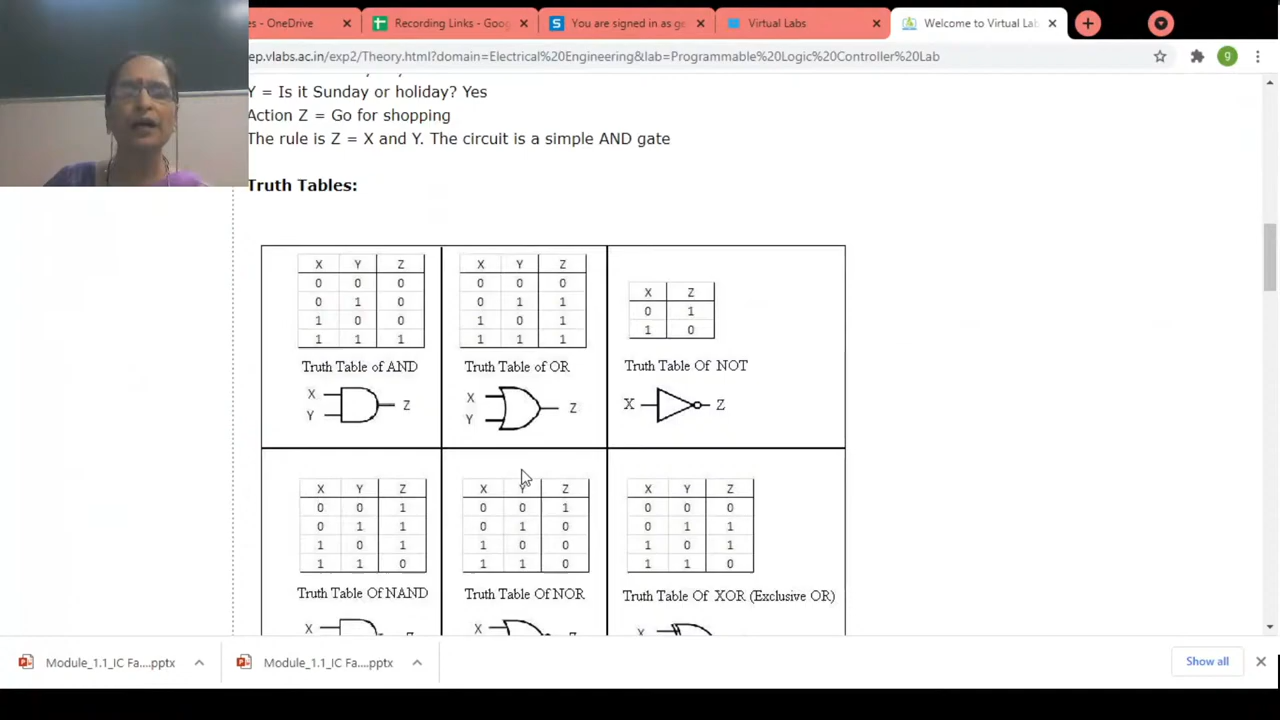 s - OneDrive
Recording Links - Goog
You are signed in as ge
Virtual Labs
Welcome to Virtual Lab
ep.vlabs.ac.in/exp2/Theory.html?domain=Electrical%20Engineering&lab=Programmable%20Logic%20Controller%20Lab
g
Y = Is it Sunday or holiday? Yes
Action Z = Go for shopping
The rule is Z = X and Y. The circuit is a simple AND gate
Truth Tables:
X Y Z
0 0 0
0 1 0
1 0 0
1 1 1
Truth Table of AND
X
Y
Z
X Y Z
0 0 0
0 1 1
1 0 1
1 1 1
Truth Table of OR
X
Y
Z
X Z
0 1
1 0
Truth Table Of NOT
X Z
X Y Z
0 0 1
0 1 1
1 0 1
1 1 0
Truth Table Of NAND
X
X Y Z
0 0 1
0 1 0
1 0 0
1 1 0
Truth Table Of NOR
X
X Y Z
0 0 0
0 1 1
1 0 1
1 1 0
Truth Table Of XOR (Exclusive OR)
X
Module_1.1_IC Fa....pptx
Module_1.1_IC Fa....pptx
Show all